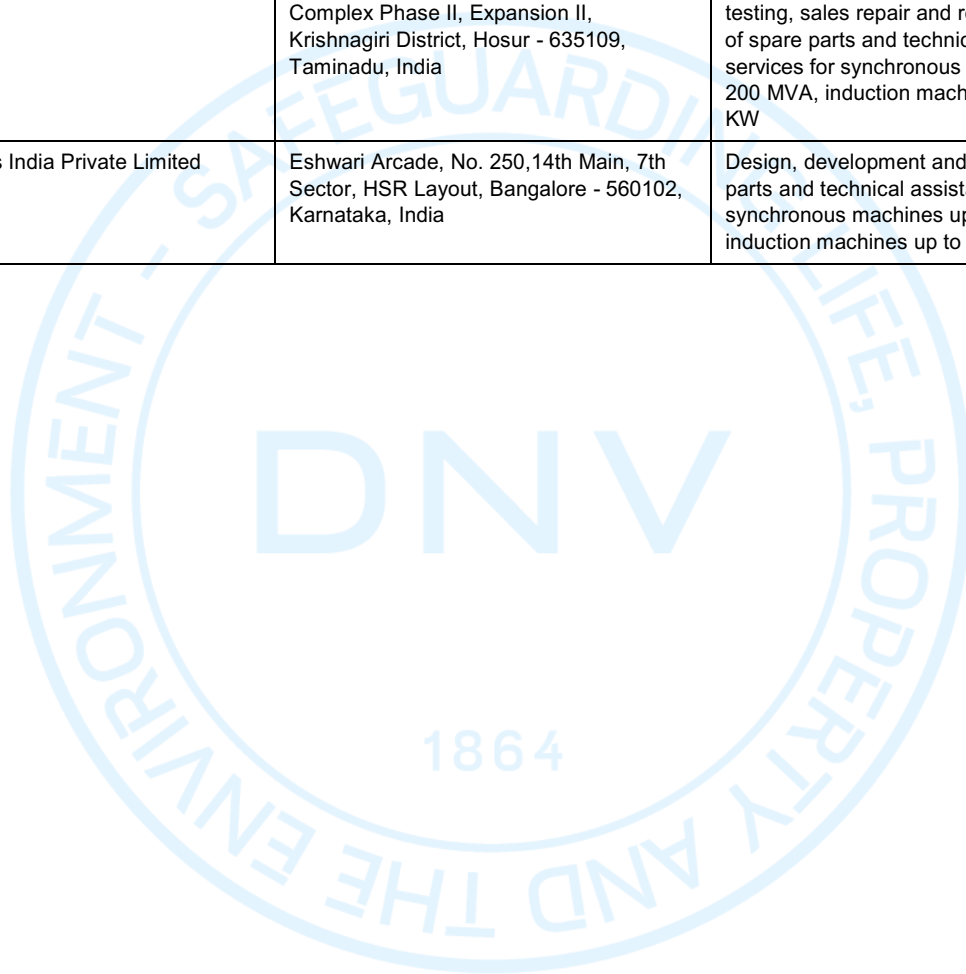 Complex Phase II, Expansion II,
Krishnagiri District, Hosur - 635109,
Taminadu, India
testing, sales repair and
of spare parts and
services for synchronous
200 MVA, induction
KW
India Private Limited
Eshwari Arcade, No. 250,14th Main, 7th
Sector, HSR Layout, Bangalore - 560102,
Karnataka, India
Design, development and
parts and technical
synchronous machines
induction machines up to
SAFEGUARDING LIFE, PROPERTY AND THE ENVIRONMENT -
DNV
1864